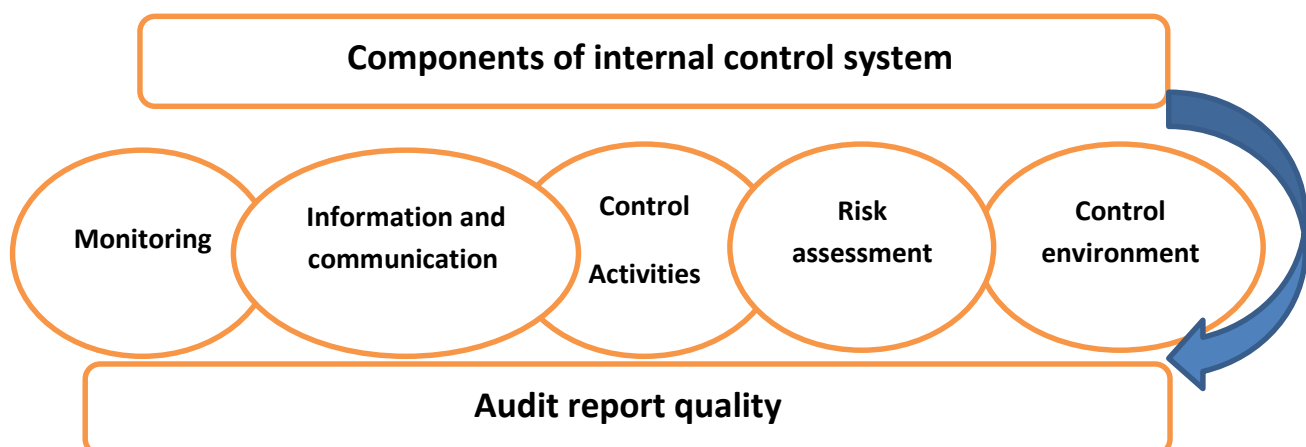 Components of internal control system
Monitoring
Information and
communication
Control
Activities
Risk
assessment
Control
environment
Audit report quality